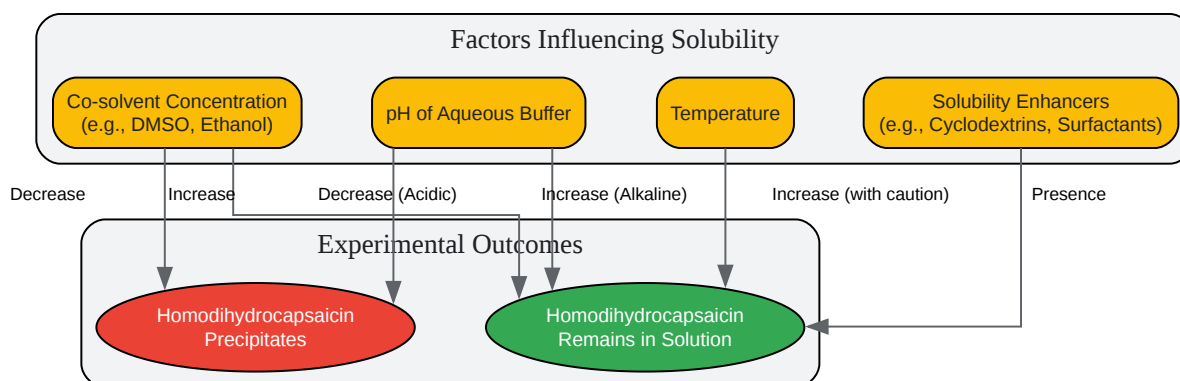 Factors Influencing Solubility
Co-solvent Concentration
(e.g., DMSO, Ethanol)
pH of Aqueous Buffer
Temperature
Solubility Enhancers
(e.g., Cyclodextrins, Surfactants)
Decrease
Increase
Decrease (Acidic)
Increase (Alkaline)
Increase (with caution)
Presence
Experimental Outcomes
Homodihydrocapsaicin
Precipitates
Homodihydrocapsaicin
Remains in Solution